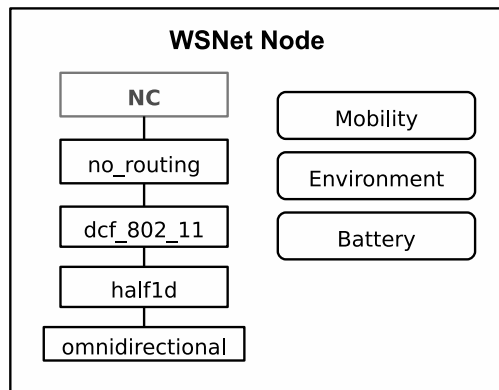 WSNet Node
NC
no_routing
dcf_802_11
half1d
omnidirectional
Mobility
Environment
Battery